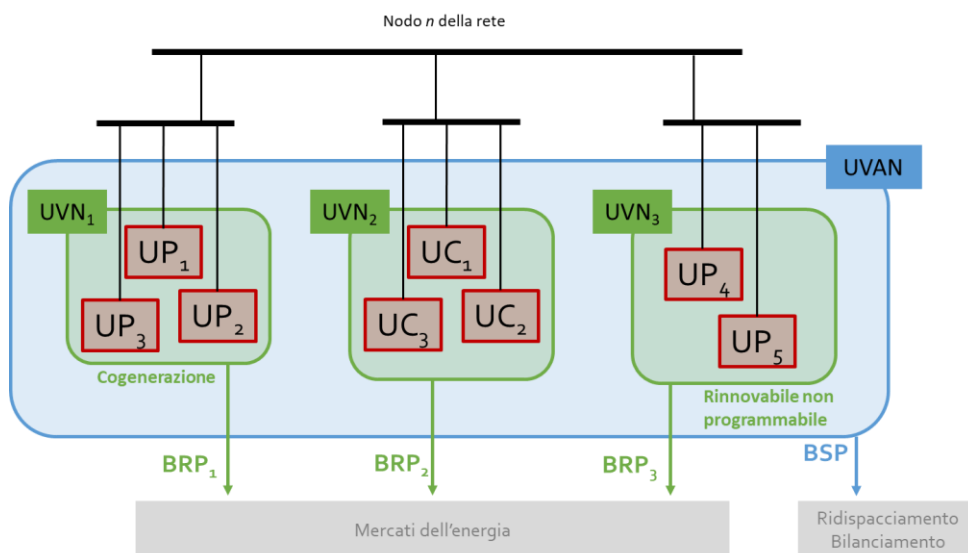 Nodo n della rete
UVAN
UVN₁
UVN₂
UVN₃
UP₁
UC₁
UP₄
UP₃
UP₂
UC₃
UC₂
UP₅
Cogenerazione
Rinnovabile non
programmabile
BRP₁
BRP₂
BRP₃
BSP
Mercati dell'energia
Ridispacciamento
Bilanciamento